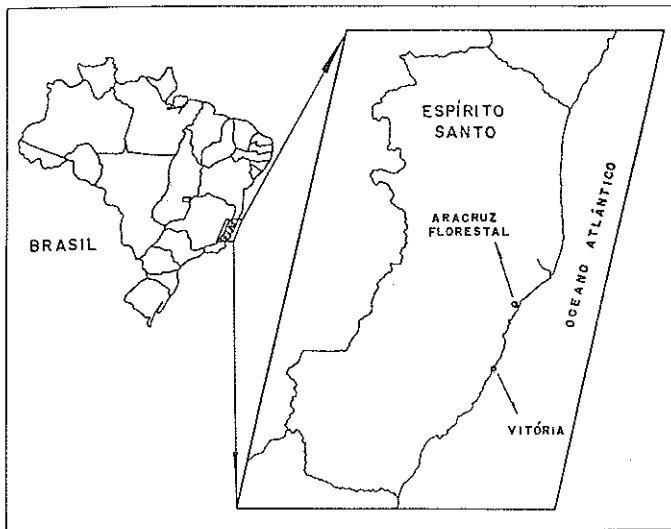 BRASIL
ESPÍRITO
SANTO
ARACRUZ
FLORESTAL
OCEANO ATLÂNTICO
VITÓRIA